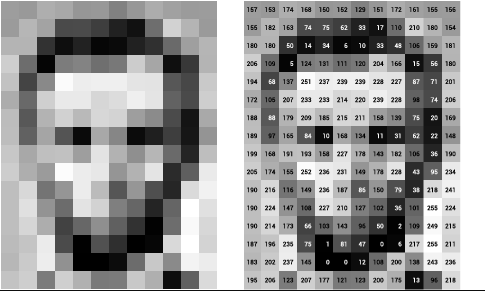 157 153 174 168 150 152 129 151 172 161 155 156
155 182 163 74 75 62 33 17 110 210 180 154
180 180 50 14 34 6 10 33 48 106 159 181
206 109 5 124 131 111 120 204 166 15 56 180
194 68 137 251 237 239 239 228 227 87 71 201
172 105 207 233 233 214 220 239 228 98 74 206
188 88 179 209 185 215 211 158 139 75 20 169
189 97 165 84 10 168 134 11 31 62 22 148
199 168 191 193 158 227 178 143 182 106 36 190
205 174 155 252 236 231 149 178 228 43 95 234
190 216 116 149 236 187 86 150 79 38 218 241
190 224 147 108 227 210 127 102 36 101 255 224
190 214 173 66 103 143 96 50 2 109 249 215
187 196 235 75 1 81 47 0 6 217 255 211
183 202 237 145 0 0 12 108 200 138 243 236
195 206 123 207 177 121 123 200 175 13 96 218